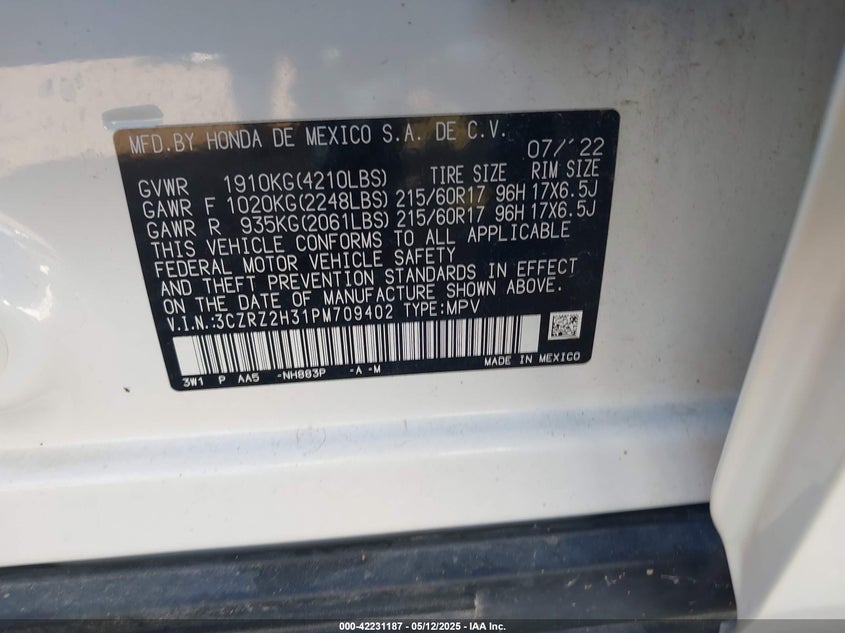 MFD.BY HONDA DE MEXICO S.A. DE C.V.
07/'22
GVWR 1910KG(4210LBS) TIRE SIZE RIM SIZE
GAWR F 1020KG(2248LBS) 215/60R17 96H 17X6.5J
GAWR R 935KG(2061LBS) 215/60R17 96H 17X6.5J
THIS VEHICLE CONFORMS TO ALL APPLICABLE
FEDERAL MOTOR VEHICLE SAFETY
AND THEFT PREVENTION STANDARDS IN EFFECT
ON THE DATE OF MANUFACTURE SHOWN ABOVE.
V.I.N.:3CZRZ2H31PM709402 TYPE:MPV
MADE IN MEXICO
3W1 P AA5 -NH883P -A -M
000-42231187 - 05/12/2025 - IAA Inc.